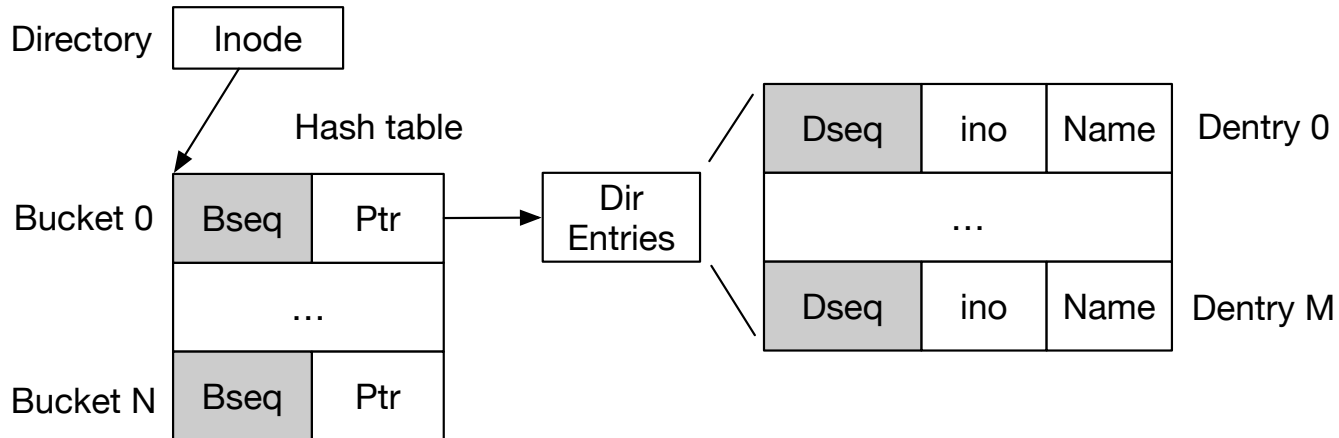 Directory
Inode
Hash table
Bucket 0
Bseq
Ptr
...
Bucket N
Bseq
Ptr
Dir
Entries
Dseq
ino
Name
Dentry 0
...
Dseq
ino
Name
Dentry M